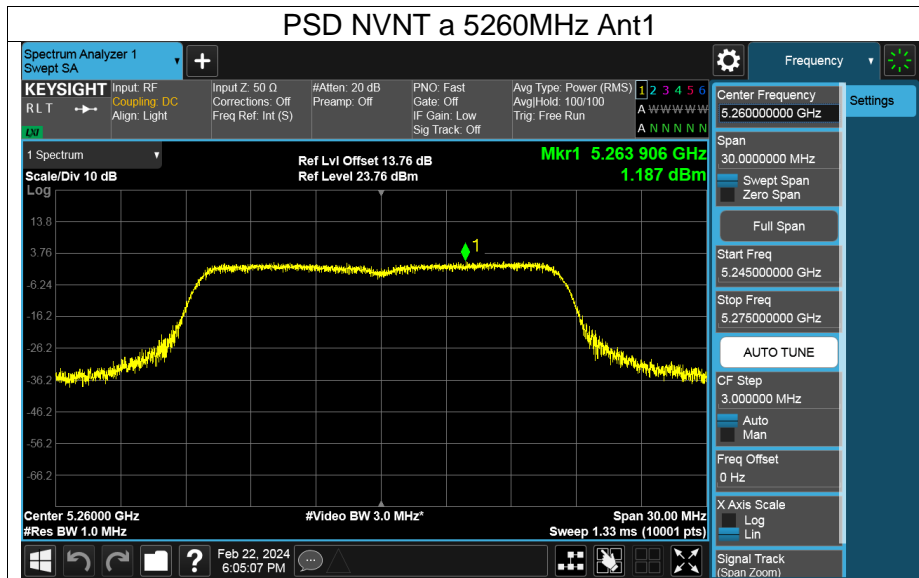 PSD NVNT a 5260MHz Ant1
Spectrum Analyzer 1
Swept SA
+
Frequency
KEYSIGHT
RLT
LXI
Input: RF
Coupling: DC
Align: Light
Input Z: 50 Ω
Corrections: Off
Freq Ref: Int (S)
#Atten: 20 dB
Preamp: Off
PNO: Fast
Gate: Off
IF Gain: Low
Sig Track: Off
Avg Type: Power (RMS)
Avg|Hold: 100/100
Trig: Free Run
1 2 3 4 5 6
A W W W W W
A N N N N N
1 Spectrum
Scale/Div 10 dB
Ref Lvl Offset 13.76 dB
Ref Level 23.76 dBm
Mkr1 5.263 906 GHz
1.187 dBm
Log
13.8
3.76
-6.24
-16.2
-26.2
-36.2
-46.2
-56.2
-66.2
1
Center 5.26000 GHz
#Res BW 1.0 MHz
#Video BW 3.0 MHz*
Span 30.00 MHz
Sweep 1.33 ms (10001 pts)
Center Frequency
5.260000000 GHz
Settings
Span
30.0000000 MHz
Swept Span
Zero Span
Full Span
Start Freq
5.245000000 GHz
Stop Freq
5.275000000 GHz
AUTO TUNE
CF Step
3.000000 MHz
Auto
Man
Freq Offset
0 Hz
X Axis Scale
Log
Lin
Signal Track
(Span Zoom)
?
Feb 22, 2024
6:05:07 PM